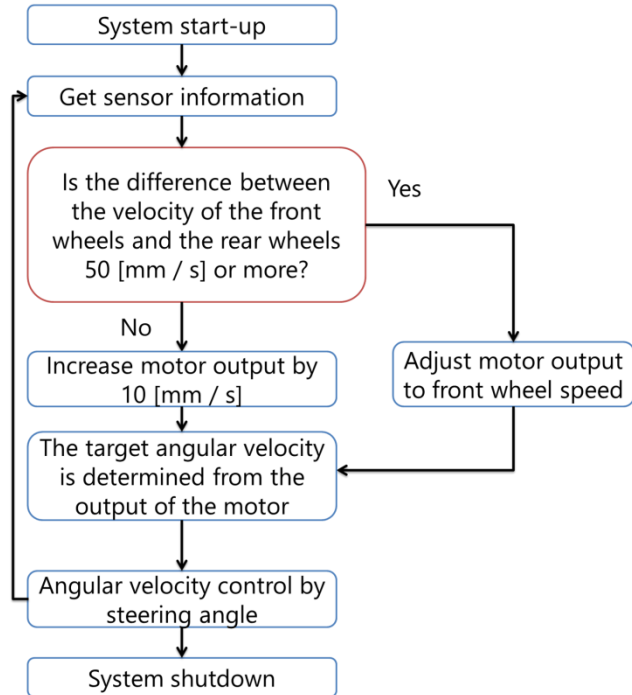 System start-up
Get sensor information
Is the difference between
the velocity of the front
wheels and the rear wheels
50 [mm / s] or more?
Yes
No
Increase motor output by
10 [mm / s]
Adjust motor output
to front wheel speed
The target angular velocity
is determined from the
output of the motor
Angular velocity control by
steering angle
System shutdown